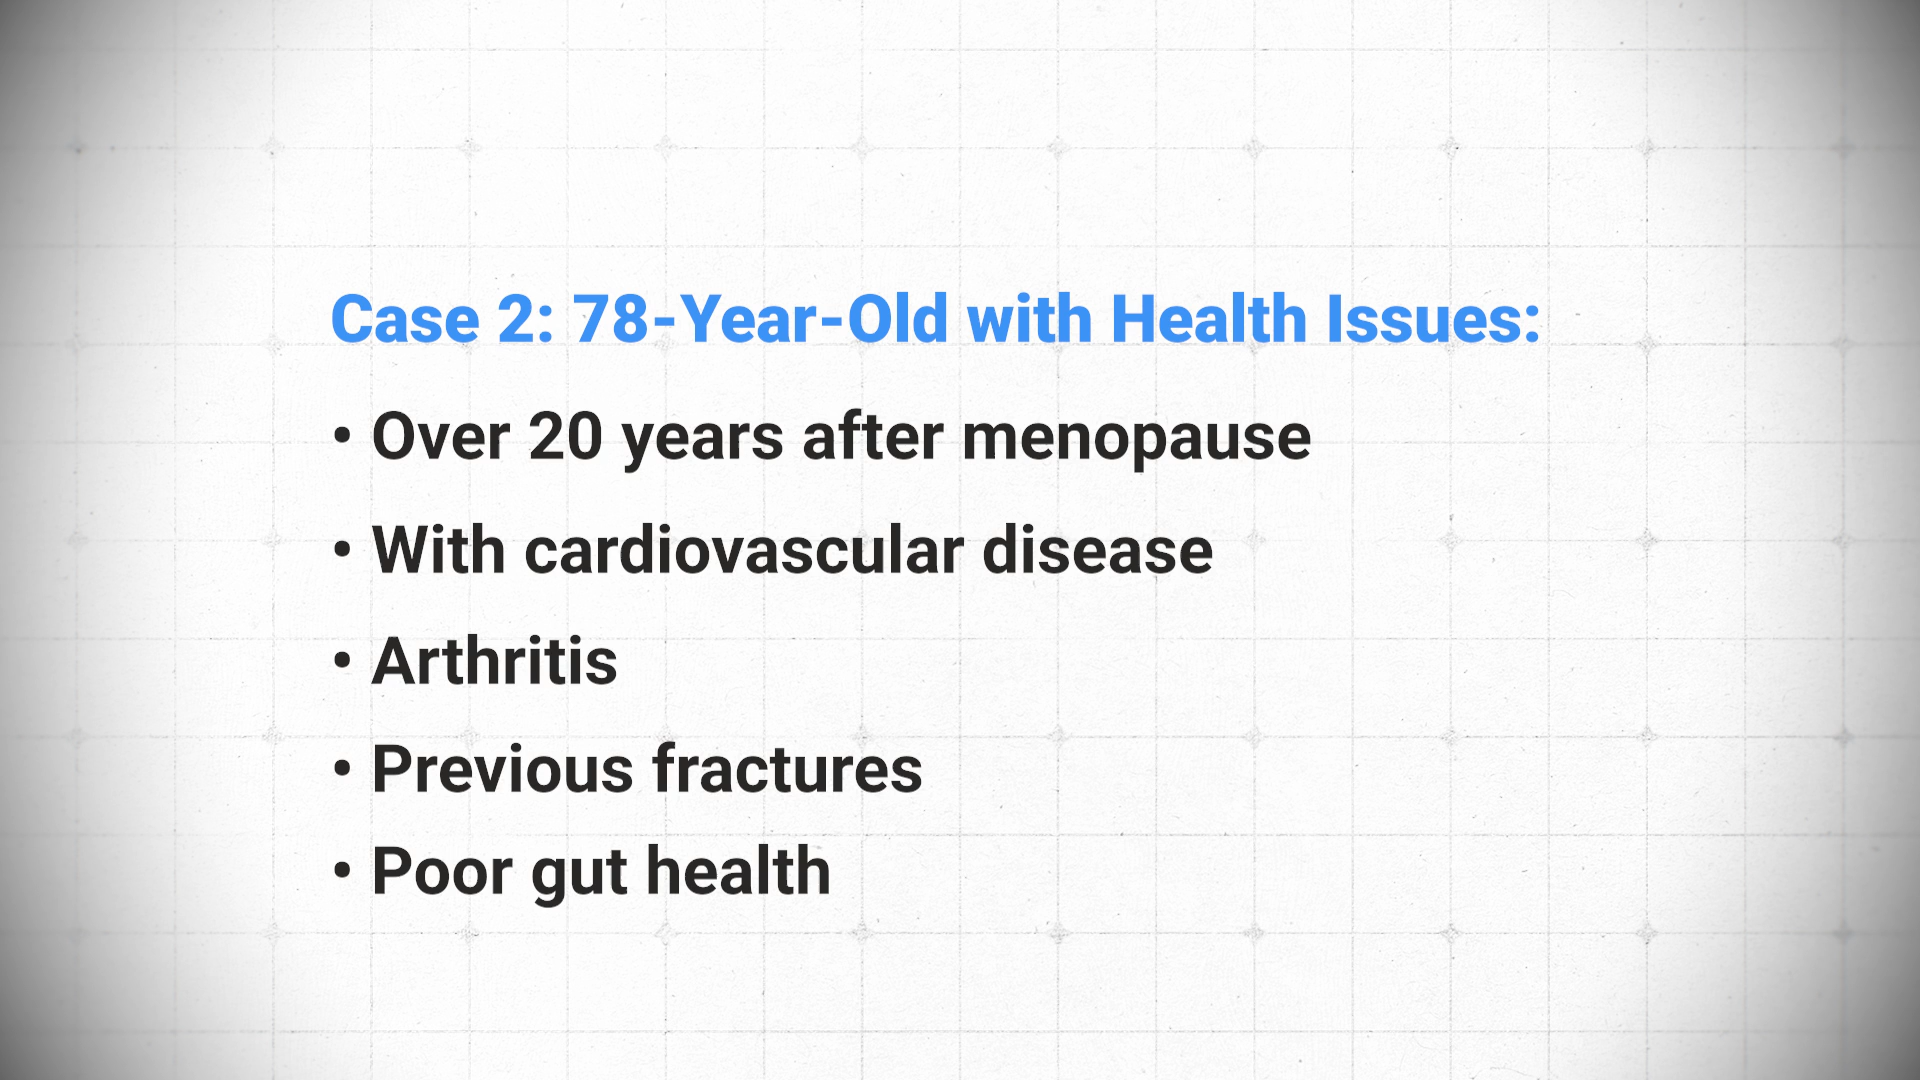 Case 2: 78-Year-Old with Health Issues:
• Over 20 years after menopause
• With cardiovascular disease
• Arthritis
• Previous fractures
• Poor gut health